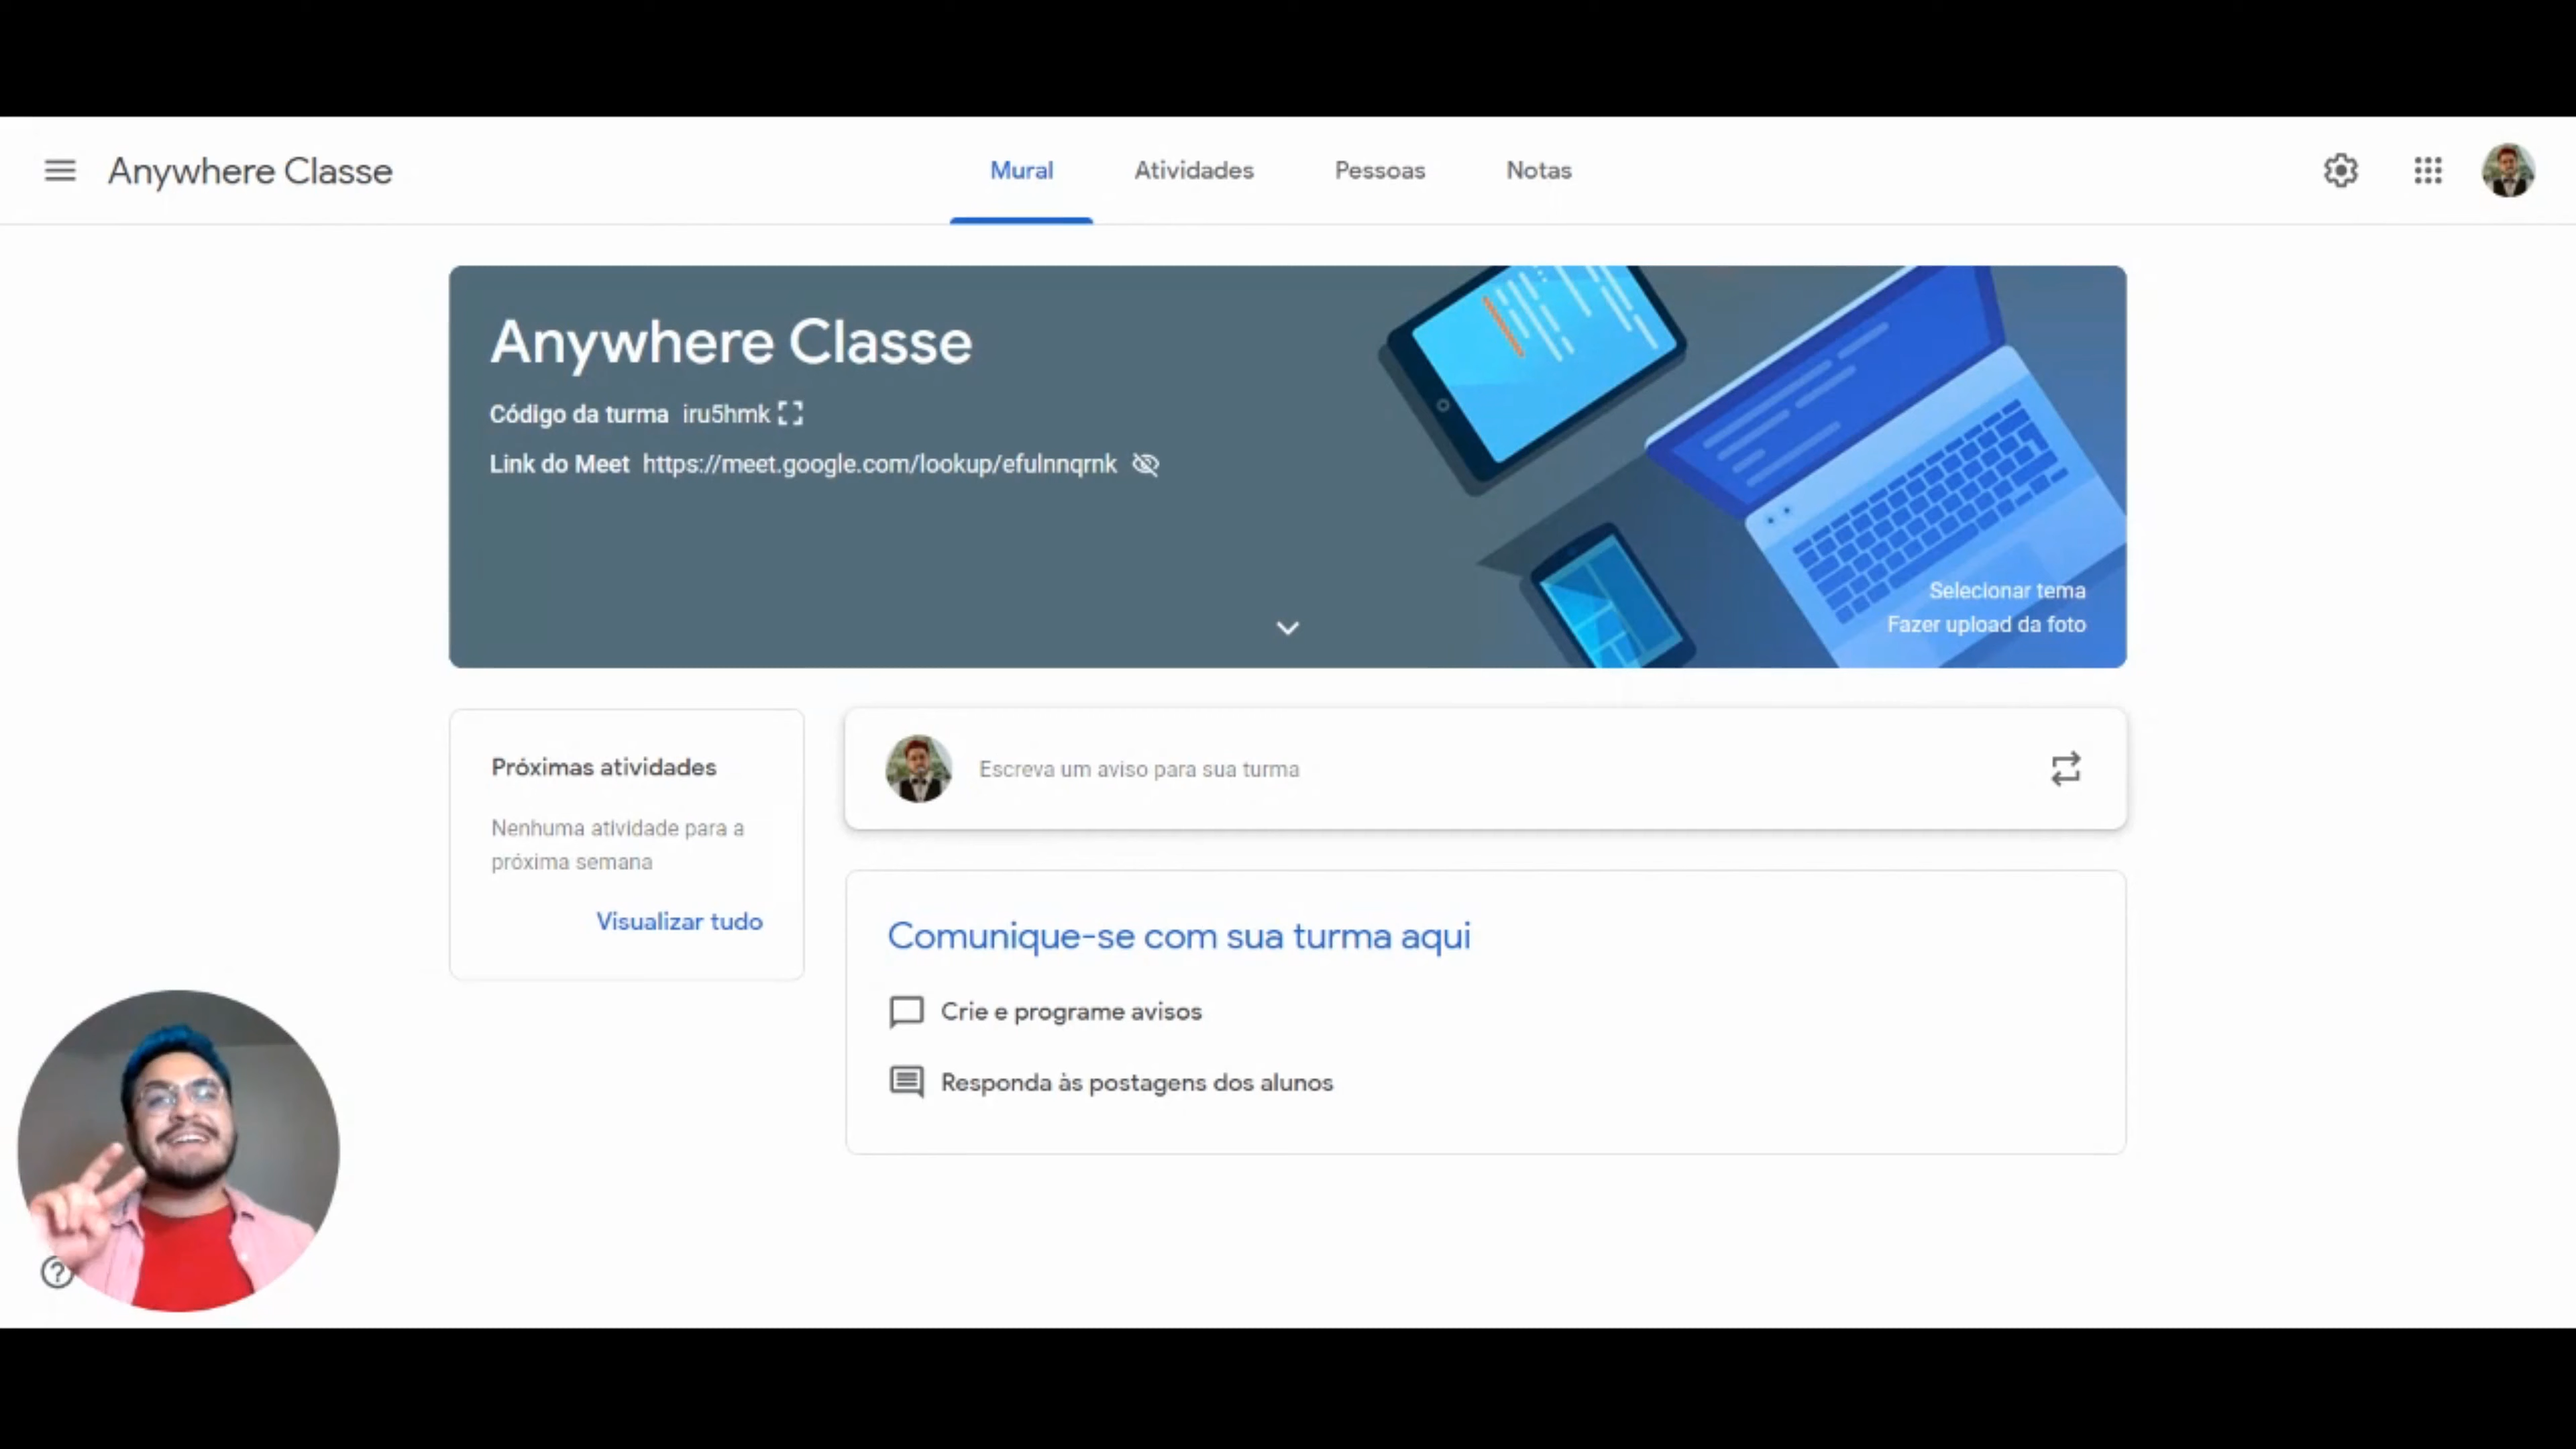 Anywhere Classe
Mural
Atividades
Pessoas
Notas
Anywhere Classe
Código da turma iru5hmk
Link do Meet https://meet.google.com/lookup/efulnnqrnk
Selecionar tema
Fazer upload da foto
Próximas atividades
Nenhuma atividade para a
próxima semana
Visualizar tudo
Escreva um aviso para sua turma
Comunique-se com sua turma aqui
Crie e programe avisos
Responda às postagens dos alunos